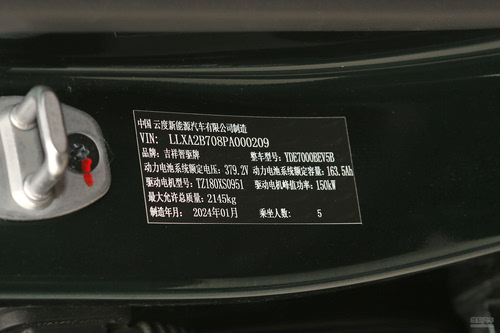 中国 云度新能源汽车有限公司制造
VIN: LLXA2B708PA000209
品牌: 吉祥智驱牌 整车型号: YDE7000BEV5B
动力电池系统额定电压: 379.2V 动力电池系统额定容量: 163.5Ah
驱动电机型号: TZ180XS0951 驱动电机峰值功率: 150kW
最大允许总质量: 2145kg
制造年月: 2024年01月 乘坐人数: 5